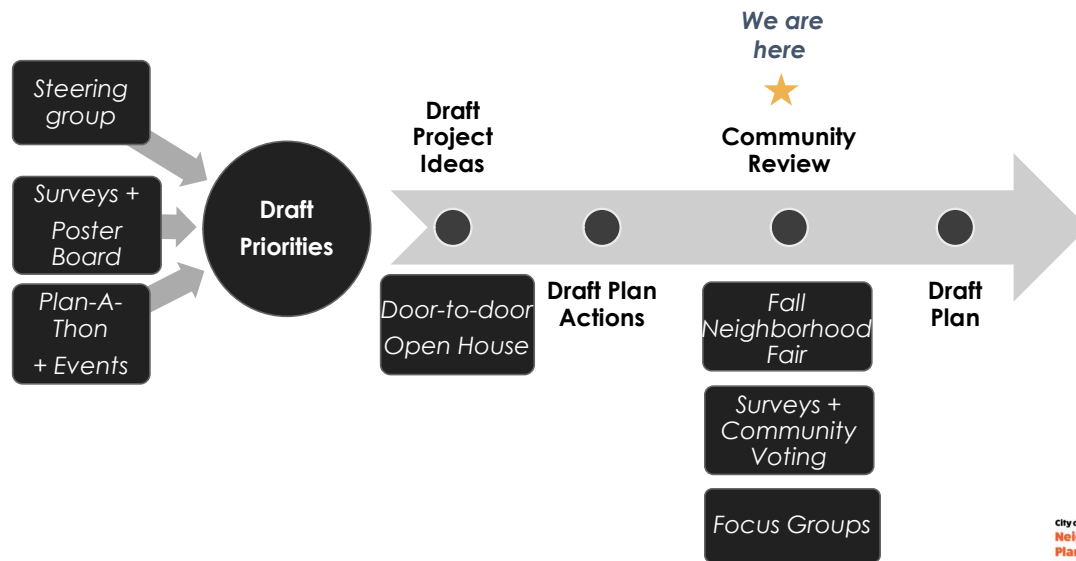 We are
here
Steering
group
Surveys +
Poster
Board
Plan-A-
Thon
+ Events
Draft
Priorities
Draft
Project
Ideas
Door-to-door
Open House
Draft Plan
Actions
Community
Review
Fall
Neighborhood
Fair
Surveys +
Community
Voting
Focus Groups
Draft
Plan
City